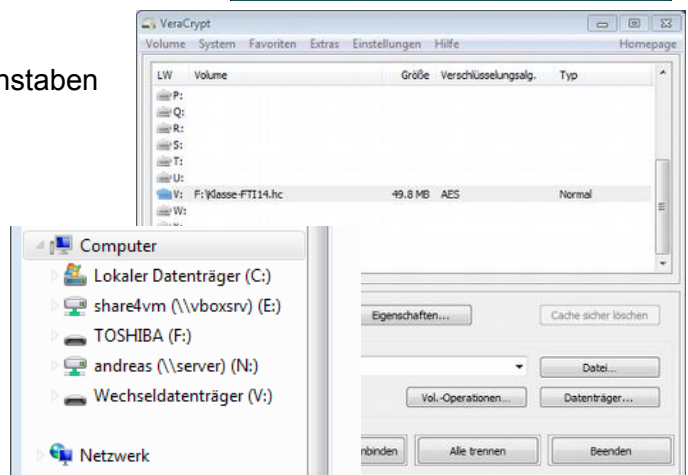 VeraCrypt
Volume System Favoriten Extras Einstellungen Hilfe Homepage
LW Volume Größe Verschlüsselungsalg. Typ
P:
Q:
R:
S:
T:
U:
V: F:\Klasse-FTI14.hc 49.8 MB AES Normal
W:
Computer
Lokaler Datenträger (C:)
share4vm (\\vboxsrv) (E:)
TOSHIBA (F:)
andreas (\\server) (N:)
Wechseldatenträger (V:)
Netzwerk
Eigenschaften... Cache sicher löschen
Datei...
Vol.-Operationen... Datenträger...
Alle trennen Beenden